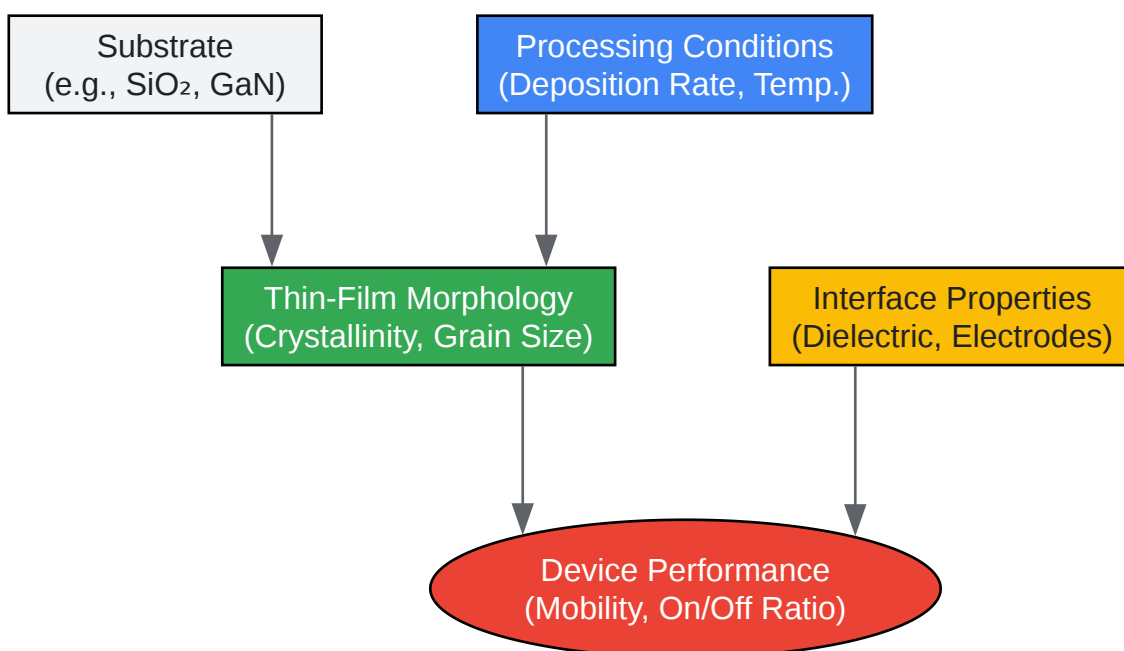 Substrate
(e.g., SiO₂, GaN)
Processing Conditions
(Deposition Rate, Temp.)
Thin-Film Morphology
(Crystallinity, Grain Size)
Interface Properties
(Dielectric, Electrodes)
Device Performance
(Mobility, On/Off Ratio)